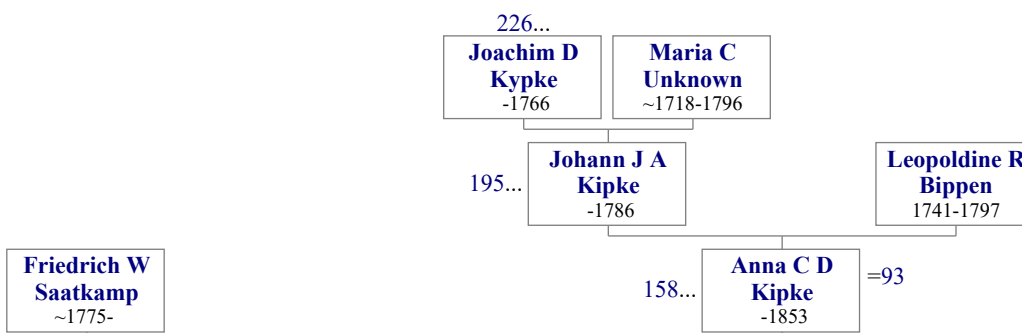 226...
Joachim D
Kypke
-1766
Maria C
Unknown
~1718-1796
195...
Johann J A
Kipke
-1786
Leopoldine R
Bippen
1741-1797
Friedrich W
Saatkamp
~1775-
158...
Anna C D
Kipke
-1853
=93